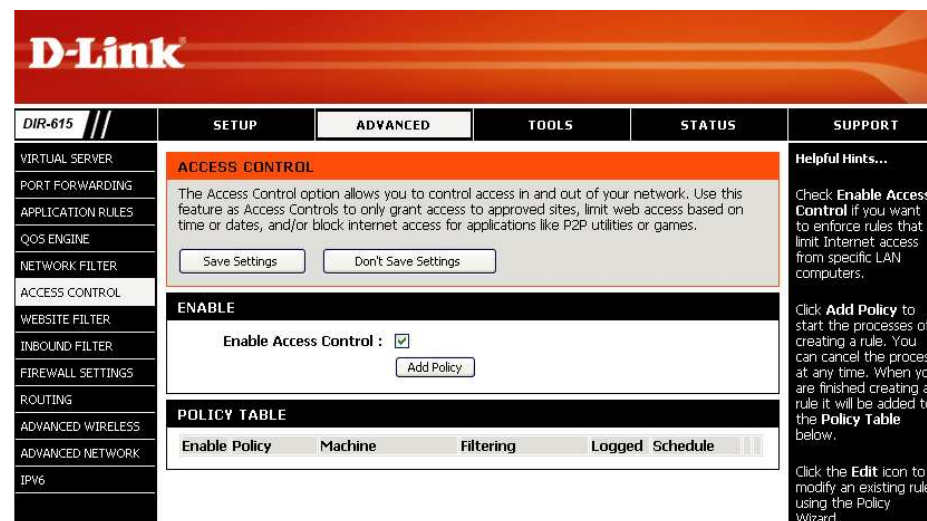 D-Link
DIR-615
SETUP
ADVANCED
TOOLS
STATUS
SUPPORT
VIRTUAL SERVER
PORT FORWARDING
APPLICATION RULES
QOS ENGINE
NETWORK FILTER
ACCESS CONTROL
WEBSITE FILTER
INBOUND FILTER
FIREWALL SETTINGS
ROUTING
ADVANCED WIRELESS
ADVANCED NETWORK
IPV6
ACCESS CONTROL
The Access Control option allows you to control access in and out of your network. Use this
feature as Access Controls to only grant access to approved sites, limit web access based on
time or dates, and/or block internet access for applications like P2P utilities or games.
Save Settings
Don't Save Settings
ENABLE
Enable Access Control :
Add Policy
POLICY TABLE
Enable Policy
Machine
Filtering
Logged
Schedule
Helpful Hints...
Check Enable Access
Control if you want
to enforce rules that
limit Internet access
from specific LAN
computers.
Click Add Policy to
start the processes of
creating a rule. You
can cancel the process
at any time. When you
are finished creating a
rule it will be added to
the Policy Table
below.
Click the Edit icon to
modify an existing rule
using the Policy
Wizard